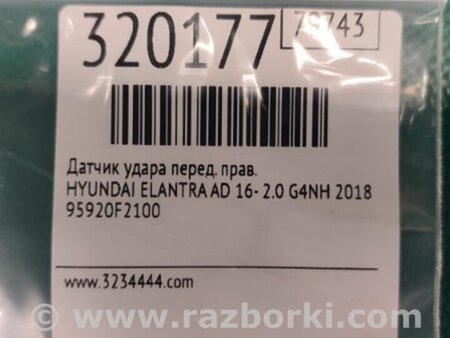 320177 79743
Датчик удара перед. прав.
HYUNDAI ELANTRA AD 16- 2.0 G4NH 2018
95920F2100
www.3234444.com
© www.razborki.com